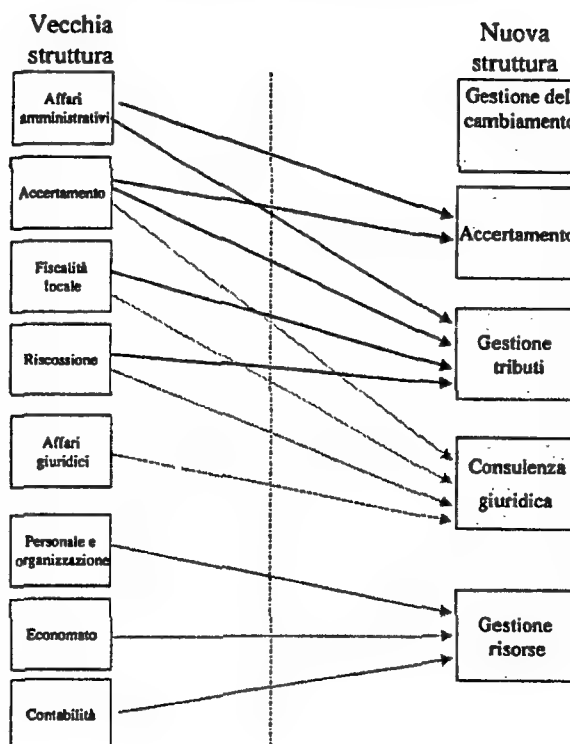 Vecchia
struttura
Affari
amministrativi
Accertamento
Fiscalità
locale
Riscossione
Affari
giuridici
Personale e
organizzazione
Economato
Contabilità
Nuova
struttura
Gestione del
cambiamento
Accertamento
Gestione
tributi
Consulenza
giuridica
Gestione
risorse